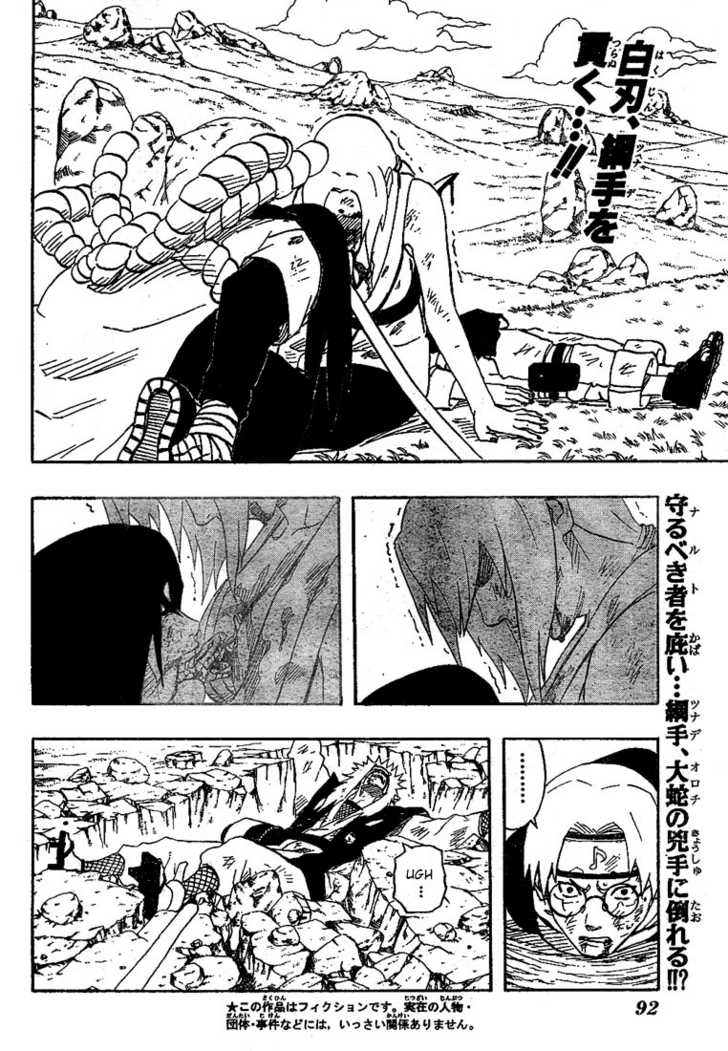 白刃、綱手を
貫く…!!
守るべき者を庇い…綱手、大蛇の兇手に倒れる!!?
………
UGH
…
★この作品はフィクションです。実在の人物・
団体・事件などには、いっさい関係ありません。
92